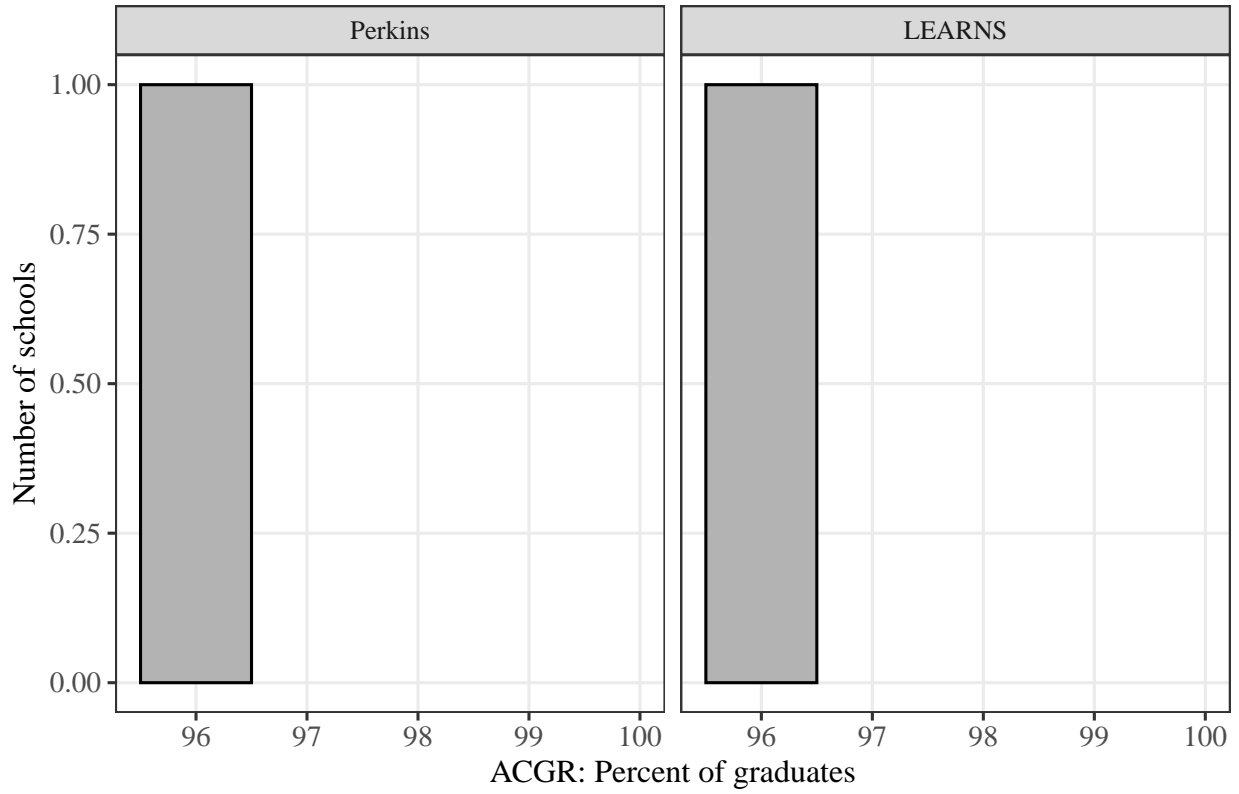 Perkins
LEARNS
Number of schools
1.00
0.75
0.50
0.25
0.00
96 97 98 99 100
96 97 98 99 100
ACGR: Percent of graduates